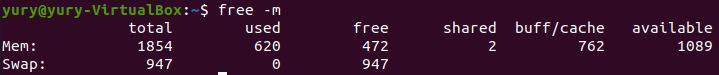 yury@yury-VirtualBox:~$ free -m
total used free shared buff/cache available
Mem: 1854 620 472 2 762 1089
Swap: 947 0 947